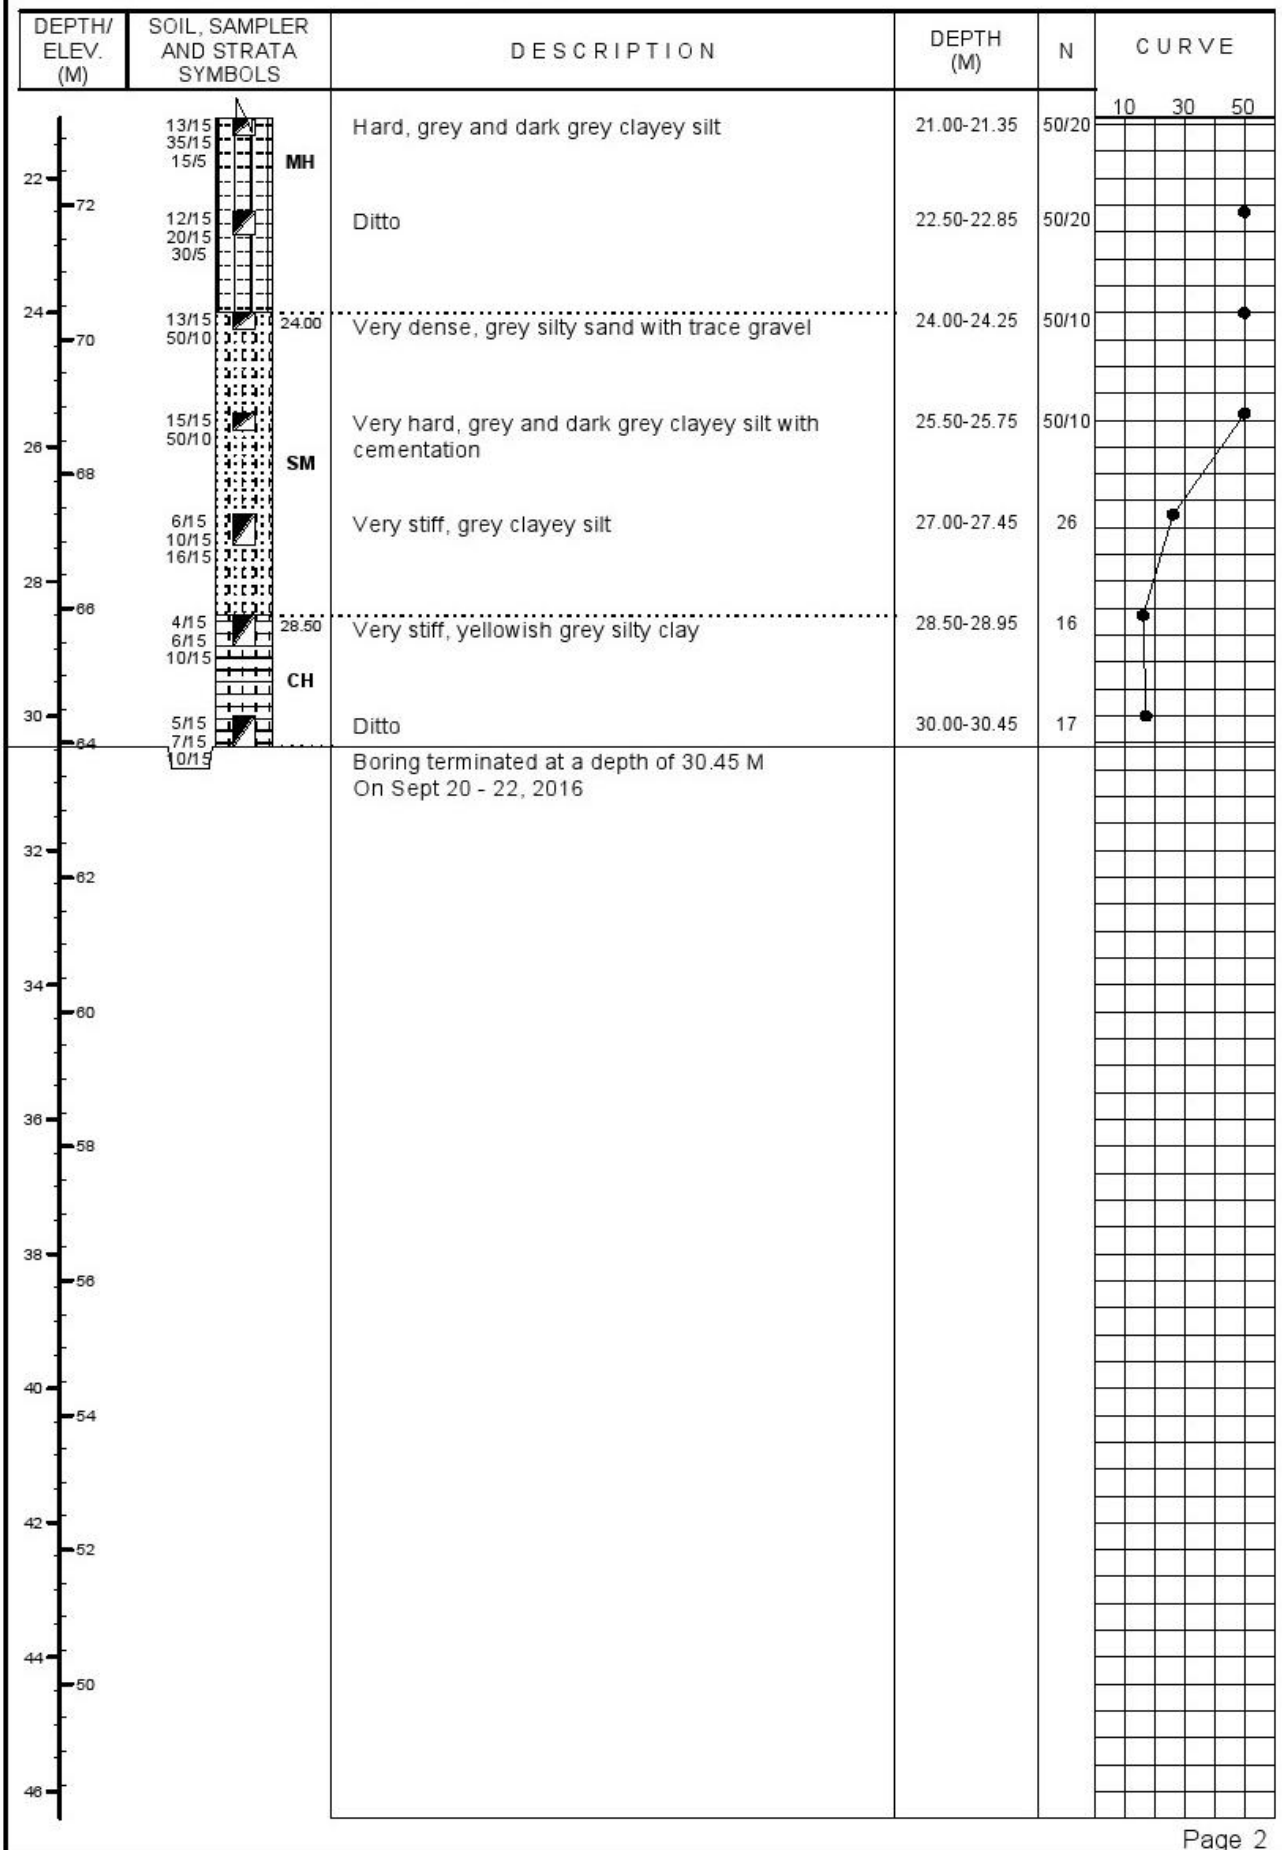 DEPTH/
ELEV.
(M)
SOIL, SAMPLER
AND STRATA
SYMBOLS
DESCRIPTION
DEPTH
(M)
N
CURVE
10 30 50
13/15
35/15
15/5
MH
Hard, grey and dark grey clayey silt
21.00-21.35
50/20
22
72
12/15
20/15
30/5
Ditto
22.50-22.85
50/20
24
70
13/15
50/10
24.00
Very dense, grey silty sand with trace gravel
24.00-24.25
50/10
15/15
50/10
Very hard, grey and dark grey clayey silt with
cementation
25.50-25.75
50/10
26
68
SM
6/15
10/15
16/15
Very stiff, grey clayey silt
27.00-27.45
26
28
66
4/15
6/15
10/15
28.50
Very stiff, yellowish grey silty clay
28.50-28.95
16
CH
30
64
5/15
7/15
10/15
Ditto
30.00-30.45
17
Boring terminated at a depth of 30.45 M
On Sept 20 - 22, 2016
32
62
34
60
36
58
38
56
40
54
42
52
44
50
46
Page 2